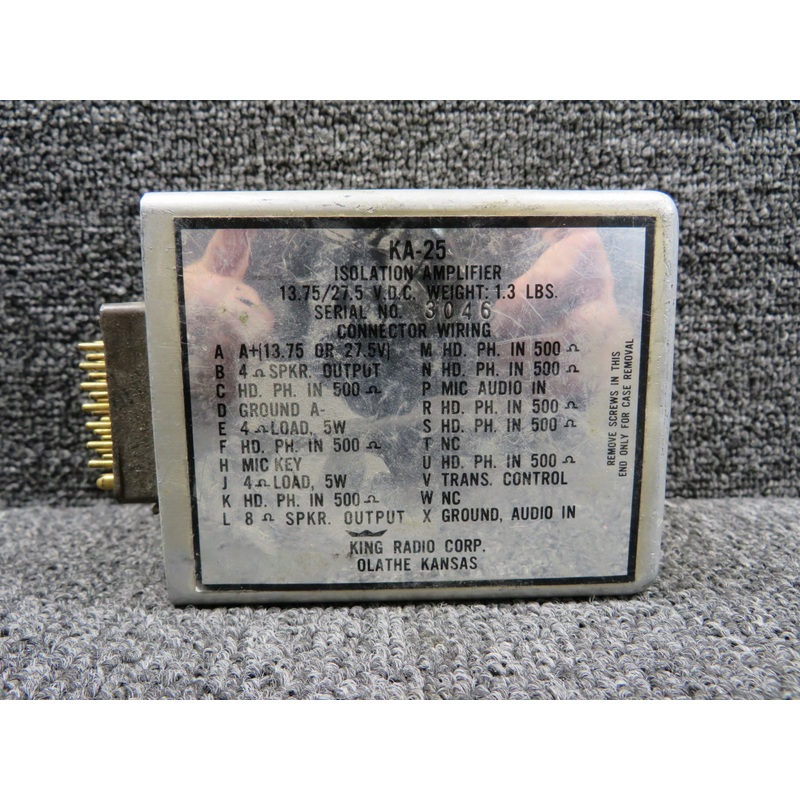 KA-25
ISOLATION AMPLIFIER
13.75/27.5 V.D.C. WEIGHT: 1.3 LBS.
SERIAL NO. 3046
CONNECTOR WIRING
A A+(13.75 OR 27.5V)
B 4 Ω SPKR. OUTPUT
C HD. PH. IN 500 Ω
D GROUND A-
E 4 Ω LOAD, 5W
F HD. PH. IN 500 Ω
H MIC KEY
J 4 Ω LOAD, 5W
K HD. PH. IN 500 Ω
L 8 Ω SPKR. OUTPUT
M HD. PH. IN 500 Ω
N HD. PH. IN 500 Ω
P MIC AUDIO IN
R HD. PH. IN 500 Ω
S HD. PH. IN 500 Ω
T NC
U HD. PH. IN 500 Ω
V TRANS. CONTROL
W NC
X GROUND, AUDIO IN
REMOVE SCREWS IN THIS
END ONLY FOR CASE REMOVAL
KING RADIO CORP.
OLATHE KANSAS